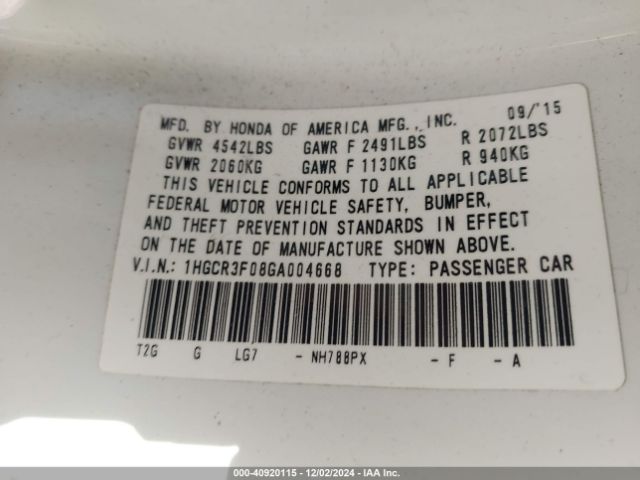 MFD. BY HONDA OF AMERICA MFG., INC. 09/'15
GVWR 4542LBS GAWR F 2491LBS R 2072LBS
GVWR 2060KG GAWR F 1130KG R 940KG
THIS VEHICLE CONFORMS TO ALL APPLICABLE
FEDERAL MOTOR VEHICLE SAFETY, BUMPER,
AND THEFT PREVENTION STANDARDS IN EFFECT
ON THE DATE OF MANUFACTURE SHOWN ABOVE.
V.I.N.: 1HGCR3F08GA004668 TYPE: PASSENGER CAR
T2G G LG7 - NH788PX - F - A
000-40920115 - 12/02/2024 - IAA Inc.